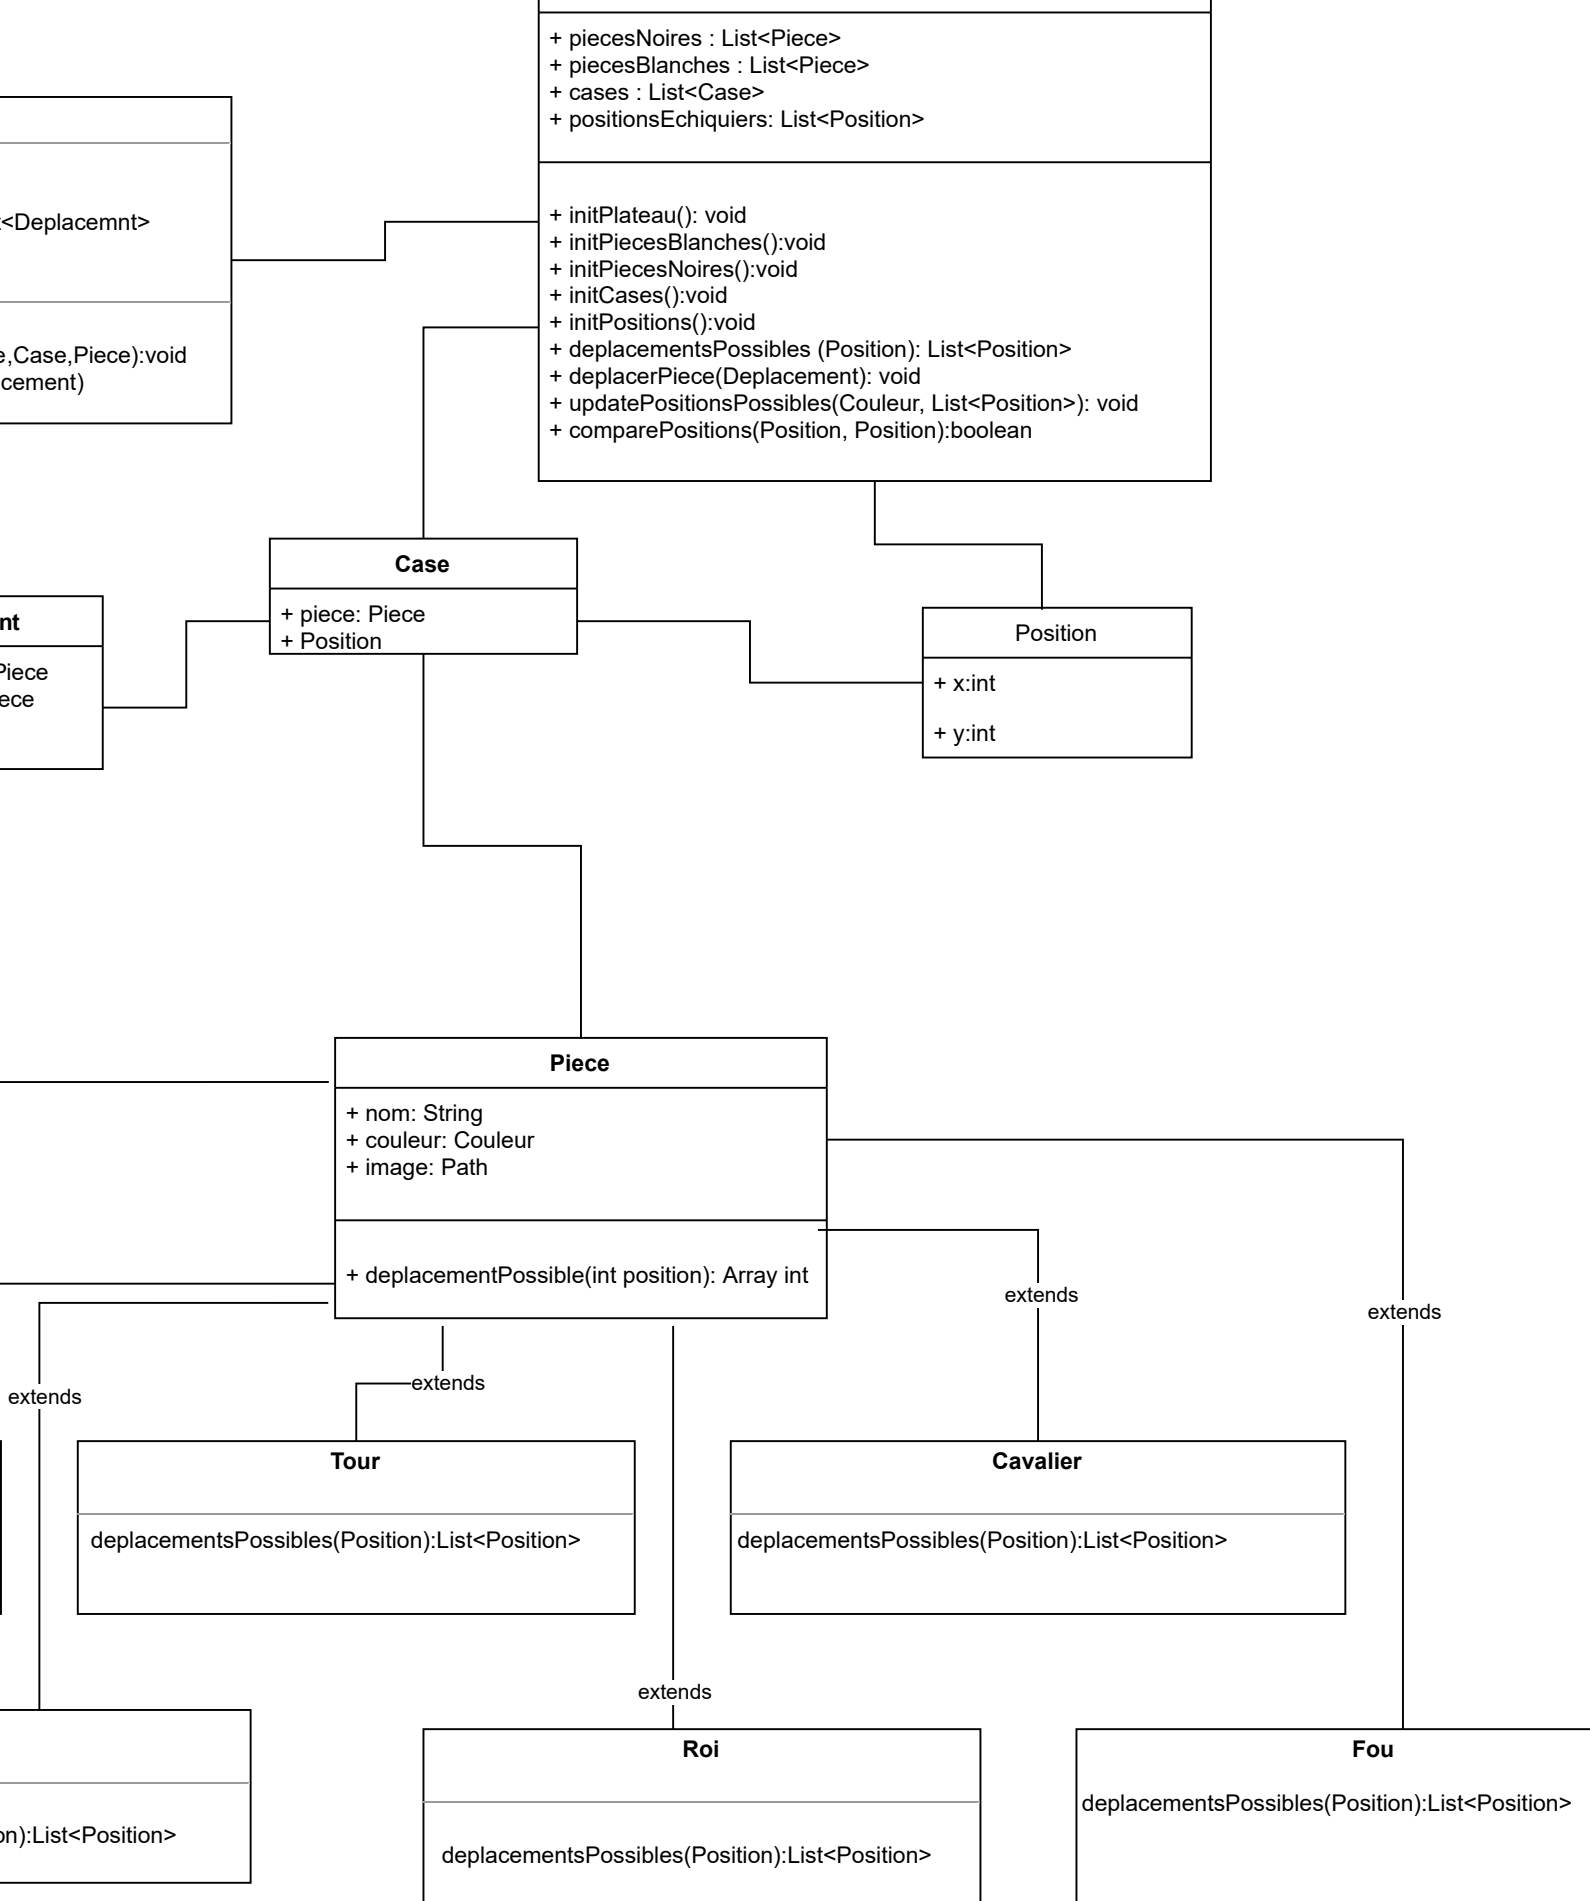 + piecesNoires : List<Piece>
+ piecesBlanches : List<Piece>
+ cases : List<Case>
+ positionsEchiquiers: List<Position>
<Deplacemnt>
+ initPlateau(): void
+ initPiecesBlanches():void
+ initPiecesNoires():void
+ initCases():void
+ initPositions():void
+ deplacementsPossibles (Position): List<Position>
+ deplacerPiece(Deplacement): void
+ updatePositionsPossibles(Couleur, List<Position>): void
+ comparePositions(Position, Position):boolean
e,Case,Piece):void
cement)
Case
+ piece: Piece
+ Position
nt
Piece
ece
Position
+ x:int
+ y:int
Piece
+ nom: String
+ couleur: Couleur
+ image: Path
+ deplacementPossible(int position): Array int
extends
extends
extends
extends
Tour
deplacementsPossibles(Position):List<Position>
Cavalier
deplacementsPossibles(Position):List<Position>
extends
on):List<Position>
Roi
deplacementsPossibles(Position):List<Position>
Fou
deplacementsPossibles(Position):List<Position>